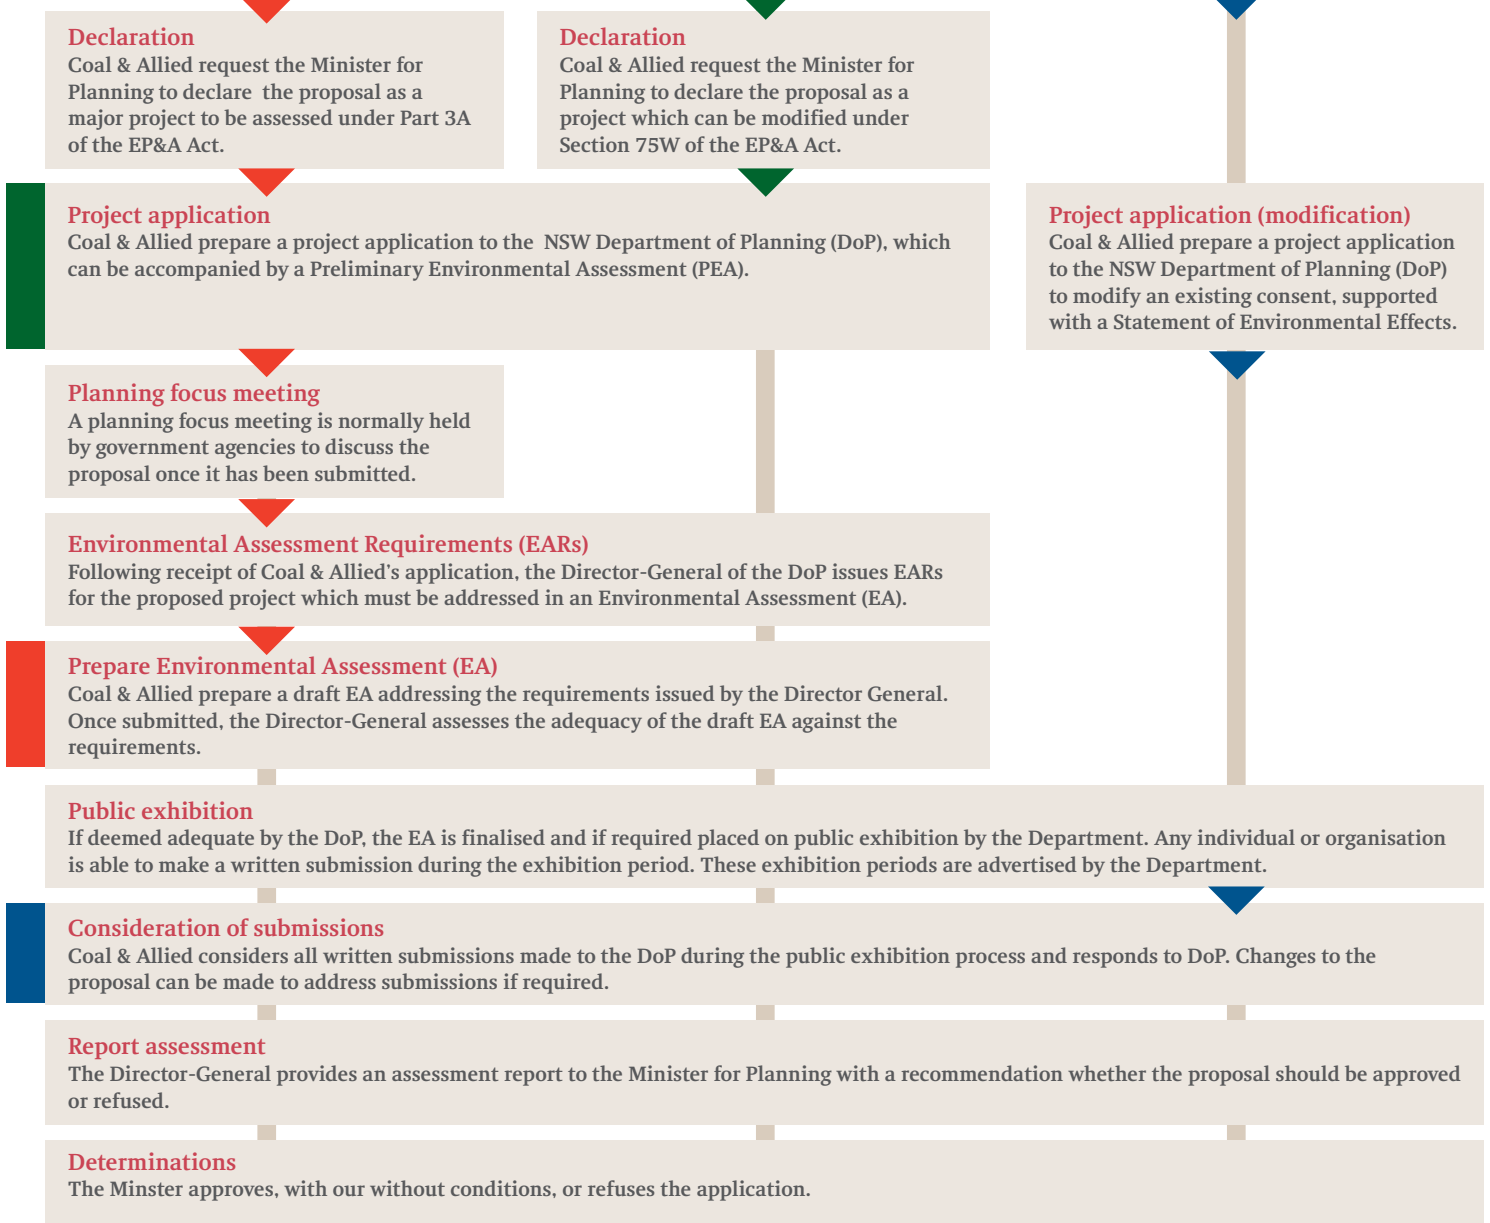 Declaration
Coal & Allied request the Minister for
Planning to declare  the proposal as a
major project to be assessed under Part 3A
of the EP&A Act.
Declaration
Coal & Allied request the Minister for
Planning to declare the proposal as a
project which can be modified under
Section 75W of the EP&A Act.
Project application
Coal & Allied prepare a project application to the  NSW Department of Planning (DoP), which
can be accompanied by a Preliminary Environmental Assessment (PEA).
Project application (modification)
Coal & Allied prepare a project application
to the NSW Department of Planning (DoP)
to modify an existing consent, supported
with a Statement of Environmental Effects.
Planning focus meeting
A planning focus meeting is normally held
by government agencies to discuss the
proposal once it has been submitted.
Environmental Assessment Requirements (EARs)
Following receipt of Coal & Allied’s application, the Director-General of the DoP issues EARs
for the proposed project which must be addressed in an Environmental Assessment (EA).
Prepare Environmental Assessment (EA)
Coal & Allied prepare a draft EA addressing the requirements issued by the Director General.
Once submitted, the Director-General assesses the adequacy of the draft EA against the
requirements.
Public exhibition
If deemed adequate by the DoP, the EA is finalised and if required placed on public exhibition by the Department. Any individual or organisation
is able to make a written submission during the exhibition period. These exhibition periods are advertised by the Department.
Consideration of submissions
Coal & Allied considers all written submissions made to the DoP during the public exhibition process and responds to DoP. Changes to the
proposal can be made to address submissions if required.
Report assessment
The Director-General provides an assessment report to the Minister for Planning with a recommendation whether the proposal should be approved
or refused.
Determinations
The Minster approves, with our without conditions, or refuses the application.